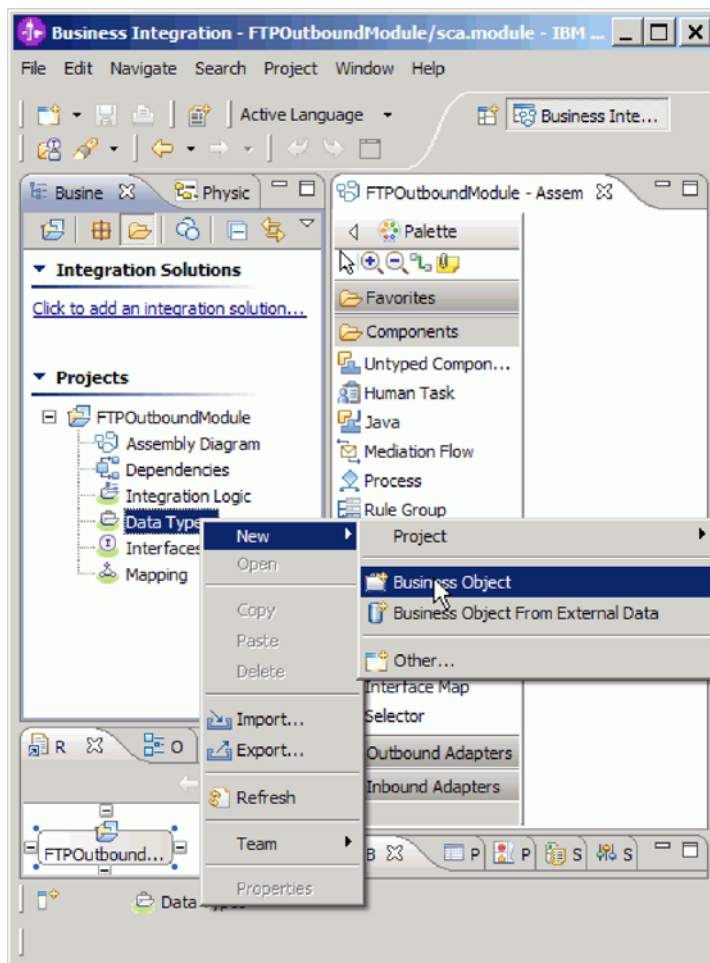 Business Integration - FTPOutboundModule/sca.module - IBM ...
File Edit Navigate Search Project Window Help
Active Language
Business Inte...
Busine
Physic
FTPOutboundModule - Assem
Palette
Integration Solutions
Click to add an integration solution...
Favorites
Components
Untyped Compon...
Human Task
Java
Mediation Flow
Process
Rule Group
Projects
FTPOutboundModule
Assembly Diagram
Dependencies
Integration Logic
Data Type
Interfaces
Mapping
New
Open
Copy
Paste
Delete
Import...
Export...
Refresh
Team
Properties
Project
Business Object
Business Object From External Data
Other...
Interface Map
Selector
Outbound Adapters
Inbound Adapters
R
O
B
P
P
S
S
FTPOutbound...
Data